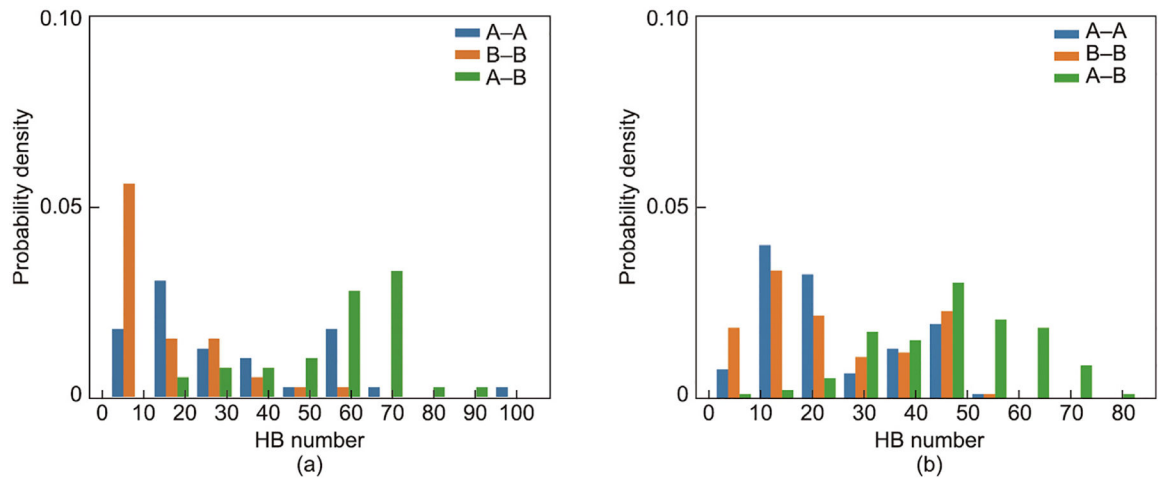 0.10
A–A
B–B
A–B
Probability density
0.05
0
0 10 20 30 40 50 60 70 80 90 100
HB number
(a)
0.10
A–A
B–B
A–B
Probability density
0.05
0
0 10 20 30 40 50 60 70 80
HB number
(b)